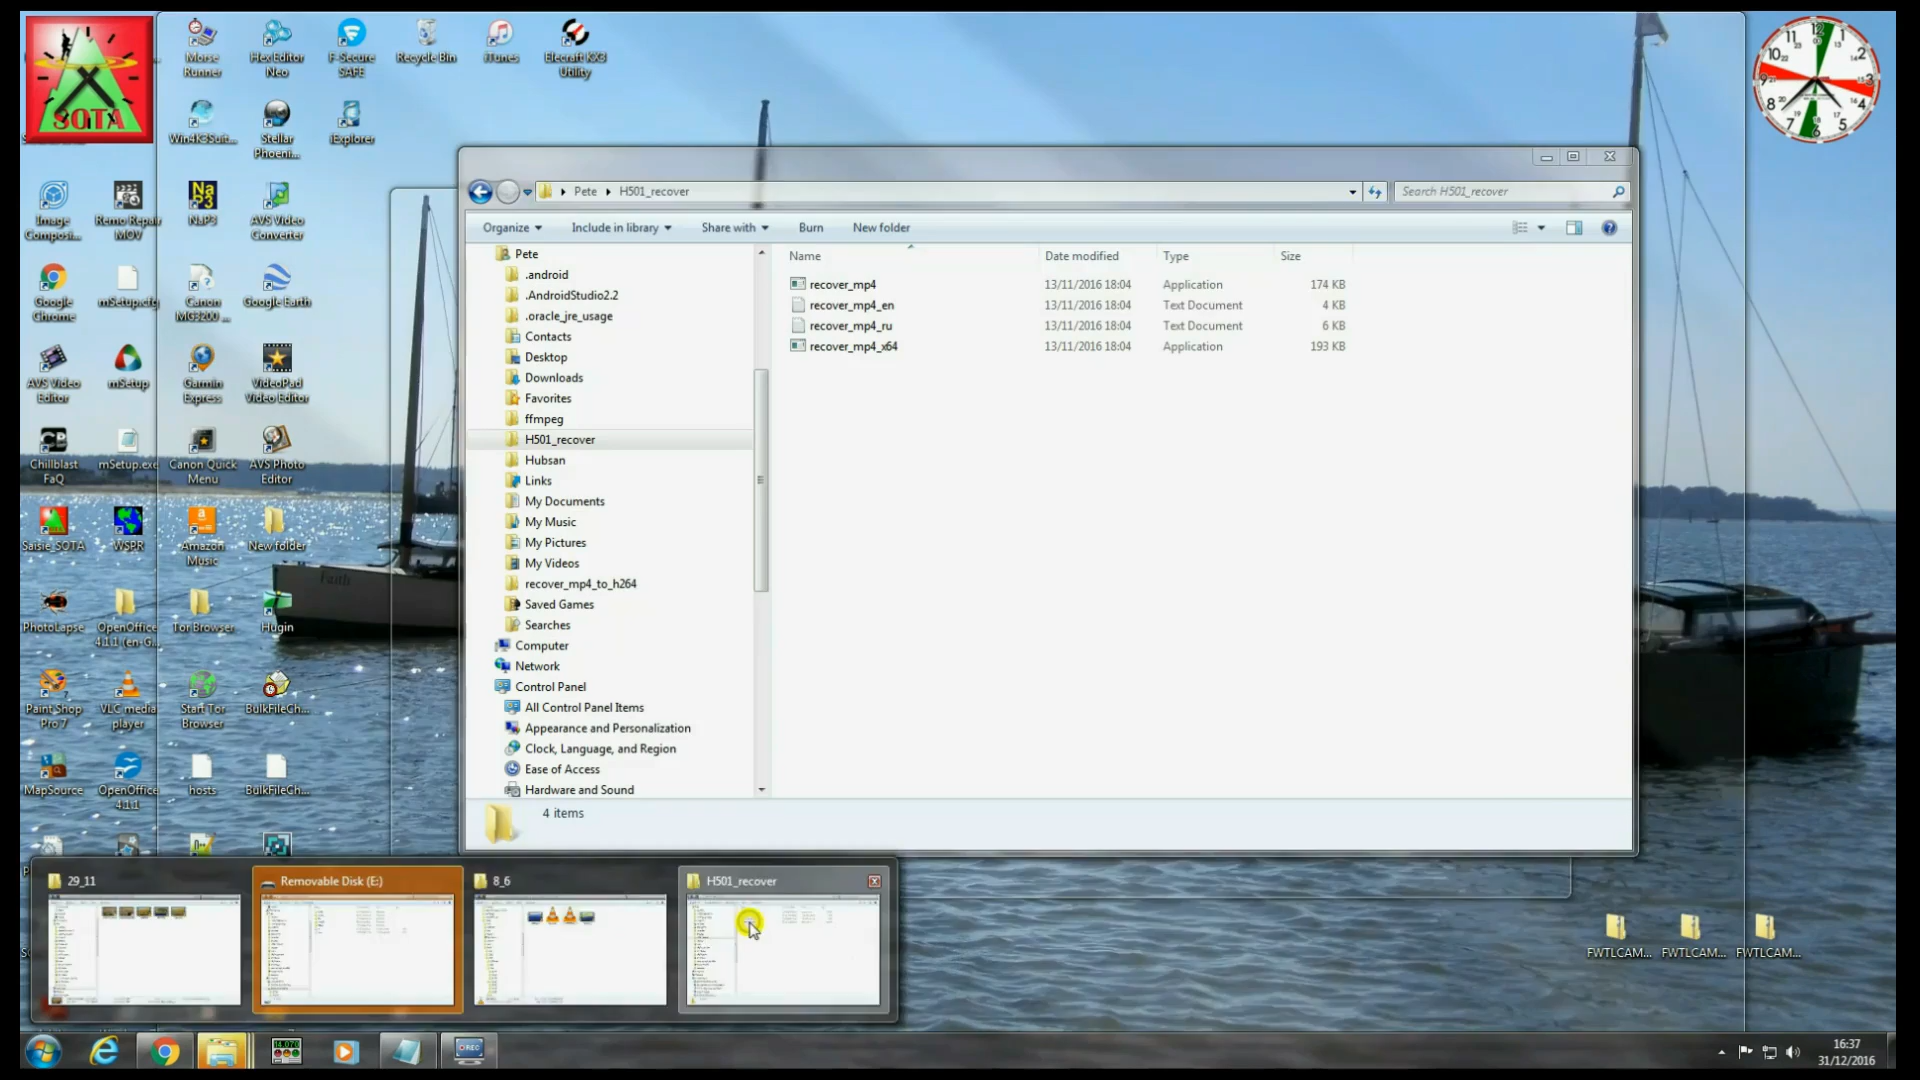 SOTA
Morse Runner
HexEditor Neo
F-Secure SAFE
Recycle Bin
iTunes
Elecraft KX3 Utility
Win4K3Suit...
Stellar Phoeni...
iExplorer
Image Composi...
Remo Repair MOV
NaP3
AVS Video Converter
Google Chrome
mSetup.cfg
Canon MG3200 ...
Google Earth
AVS Video Editor
mSetup
Garmin Express
VideoPad Video Editor
Chillblast FaQ
mSetup.exe
Canon Quick Menu
AVS Photo Editor
Saisie_SOTA
WSPR
Amazon Music
New folder
PhotoLapse
OpenOffice 4.1.1 (en-G...
Tor Browser
Hugin
Paint Shop Pro 7
VLC media player
Start Tor Browser
BulkFileCh...
MapSource
OpenOffice 4.1.1
hosts
BulkFileCh...
Faith
Pete
H501_recover
Search H501_recover
Organize
Include in library
Share with
Burn
New folder
Name
Date modified
Type
Size
recover_mp4
13/11/2016 18:04
Application
174 KB
recover_mp4_en
13/11/2016 18:04
Text Document
4 KB
recover_mp4_ru
13/11/2016 18:04
Text Document
6 KB
recover_mp4_x64
13/11/2016 18:04
Application
193 KB
Pete
.android
.AndroidStudio2.2
.oracle_jre_usage
Contacts
Desktop
Downloads
Favorites
ffmpeg
H501_recover
Hubsan
Links
My Documents
My Music
My Pictures
My Videos
recover_mp4_to_h264
Saved Games
Searches
Computer
Network
Control Panel
All Control Panel Items
Appearance and Personalization
Clock, Language, and Region
Ease of Access
Hardware and Sound
4 items
29_11
Removable Disk (E:)
8_6
H501_recover
FWTLCAM...
FWTLCAM...
FWTLCAM...
16:37
31/12/2016